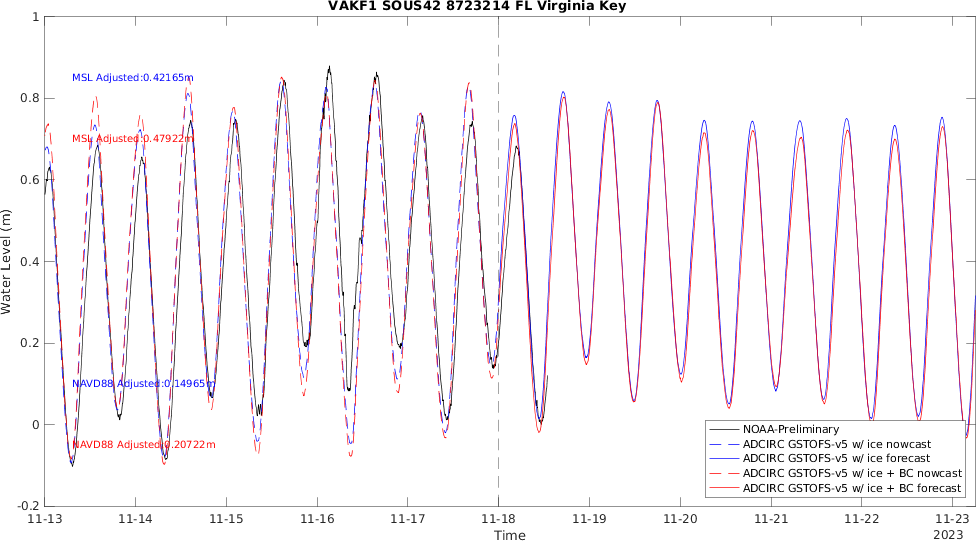 VAKF1 SOUS42 8723214 FL Virginia Key
1
0.8
0.6
0.4
0.2
0
-0.2
Water Level (m)
MSL Adjusted:0.42165m
MSL Adjusted:0.47922m
NAVD88 Adjusted:0.14965m
NAVD88 Adjusted:0.20722m
NOAA-Preliminary
ADCIRC GSTOFS-v5 w/ ice nowcast
ADCIRC GSTOFS-v5 w/ ice forecast
ADCIRC GSTOFS-v5 w/ ice + BC nowcast
ADCIRC GSTOFS-v5 w/ ice + BC forecast
11-13 11-14 11-15 11-16 11-17 11-18 11-19 11-20 11-21 11-22 11-23
Time
2023